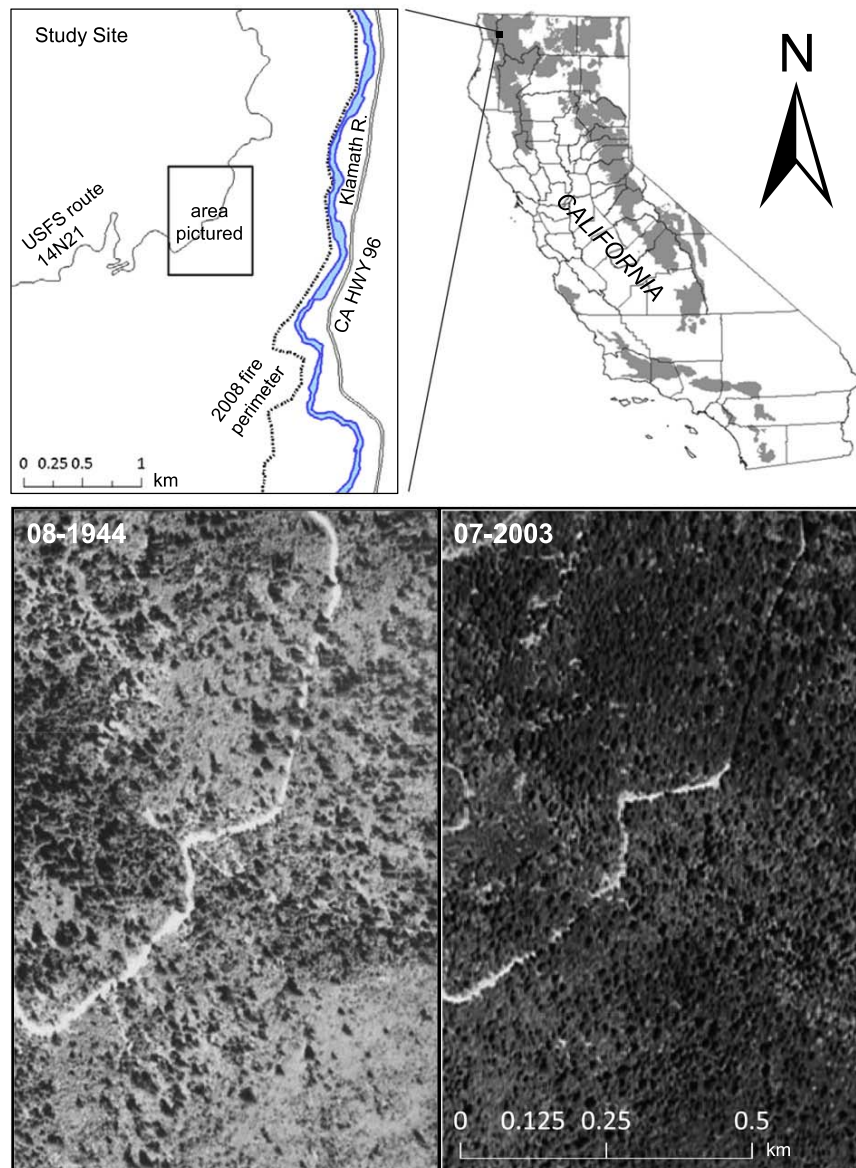 Study Site
N
Klamath R.
area
pictured
USFS route
14N21
CALIFORNIA
CA HWY 96
2008 fire
perimeter
0 0.25 0.5 1
km
08-1944
07-2003
0 0.125 0.25 0.5
km